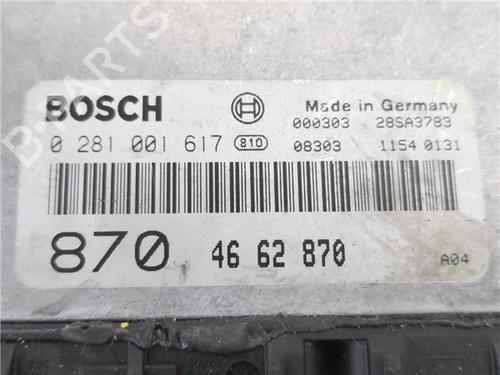 BOSCH
Made in Germany
000303 28SA3783
0 281 001 617 810
08303 1154 0131
870 46 62 870
A04
B-PARTS